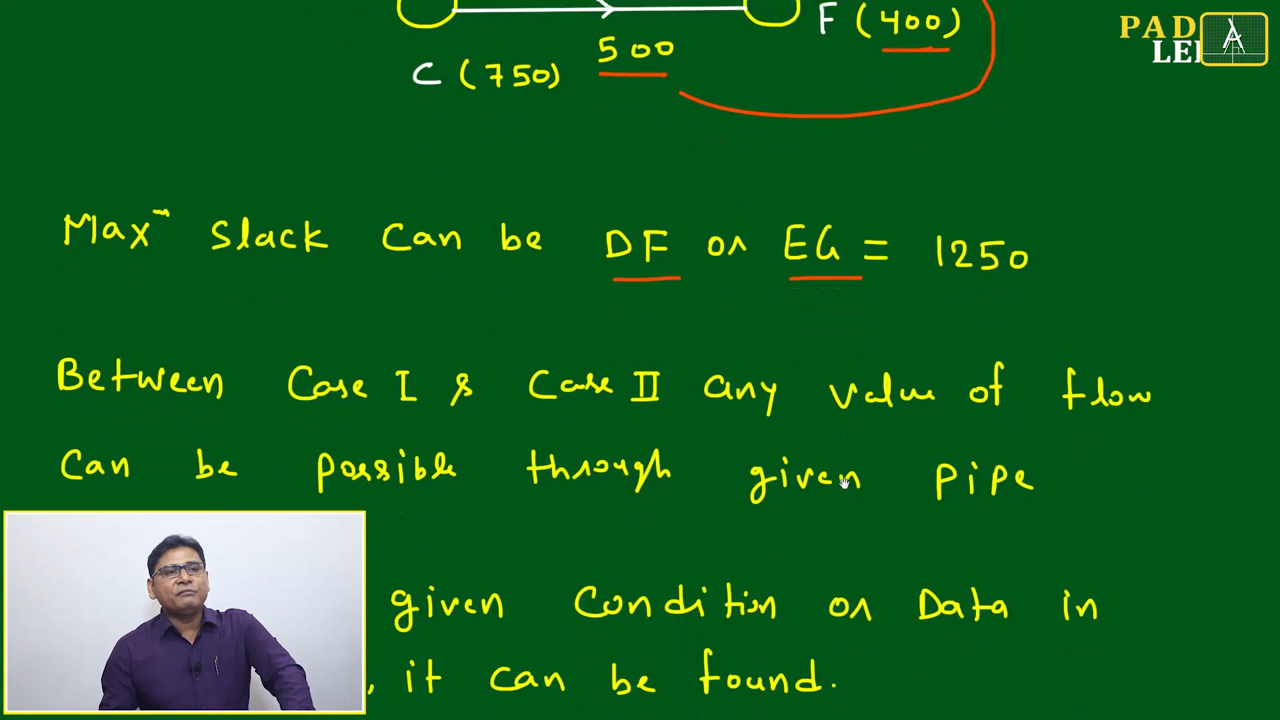 F (400)
500
C (750)
PAD
LE
Max^m Slack Can be DF or EG = 1250
Between Case I & Case II any value of flow
Can be possible through given pipe
given Condition or Data in
, it can be found.